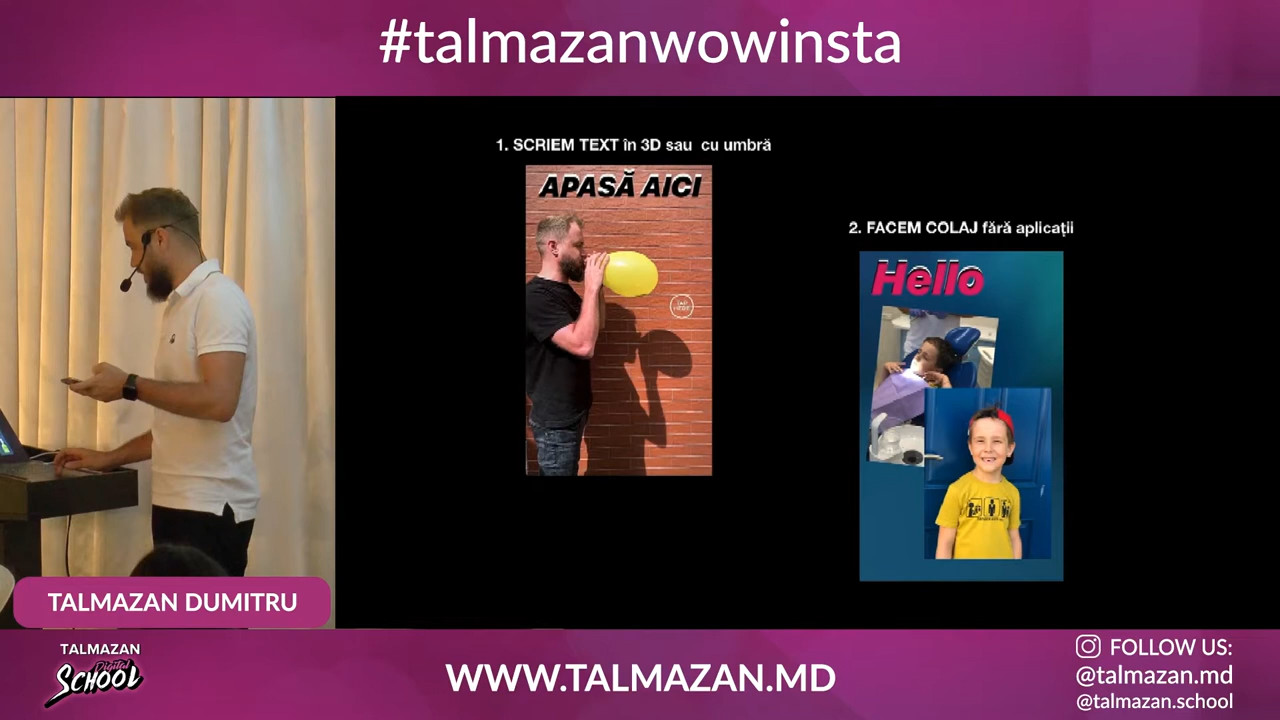 #talmazanwowinsta
1. SCRIEM TEXT în 3D sau  cu umbră
APASĂ AICI
2. FACEM COLAJ fără aplicații
Hello
TALMAZAN DUMITRU
TALMAZAN
Digital
SCHOOL
WWW.TALMAZAN.MD
FOLLOW US:
@talmazan.md
@talmazan.school